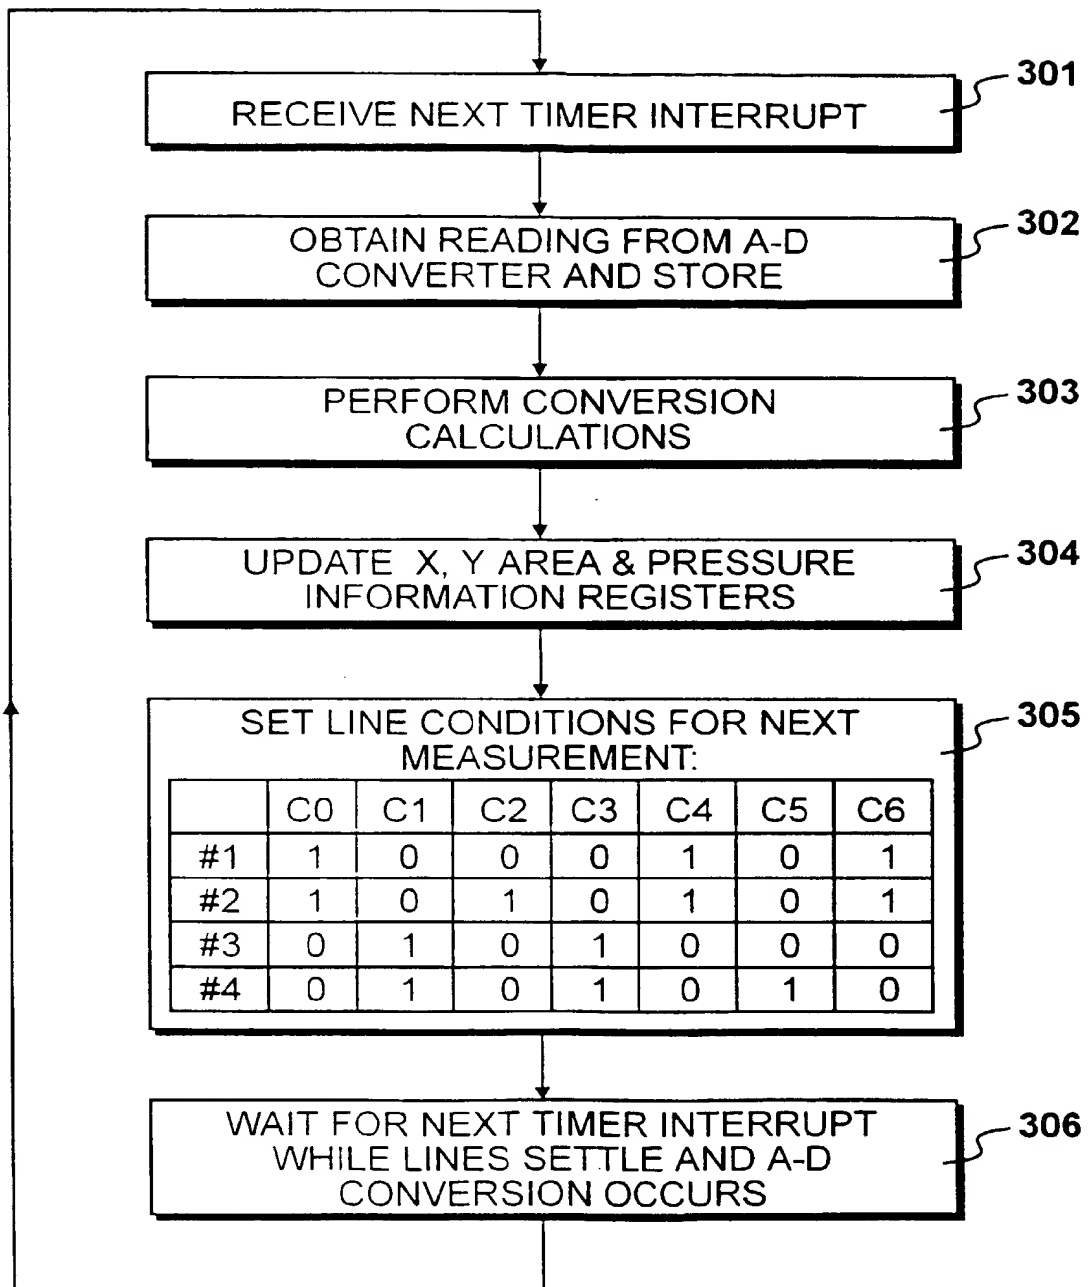 RECEIVE NEXT TIMER INTERRUPT
301
OBTAIN READING FROM A-D
CONVERTER AND STORE
302
PERFORM CONVERSION
CALCULATIONS
303
UPDATE X, Y AREA & PRESSURE
INFORMATION REGISTERS
304
SET LINE CONDITIONS FOR NEXT
MEASUREMENT:
305
C0 C1 C2 C3 C4 C5 C6
#1 1 0 0 0 1 0 1
#2 1 0 1 0 1 0 1
#3 0 1 0 1 0 0 0
#4 0 1 0 1 0 1 0
WAIT FOR NEXT TIMER INTERRUPT
WHILE LINES SETTLE AND A-D
CONVERSION OCCURS
306